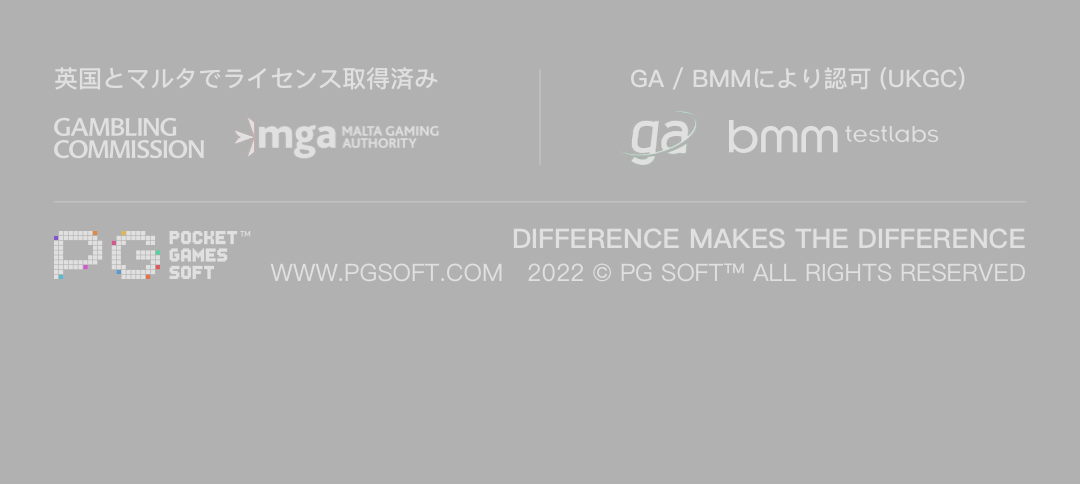 英国とマルタでライセンス取得済み
GAMBLING
COMMISSION
mga MALTA GAMING
AUTHORITY
GA / BMMにより認可 (UKGC)
ga
bmm testlabs
PG POCKET™
GAMES
SOFT
WWW.PGSOFT.COM
DIFFERENCE MAKES THE DIFFERENCE
2022 © PG SOFT™ ALL RIGHTS RESERVED